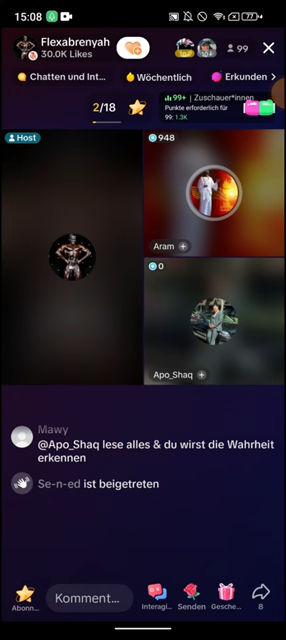 15:08
77
Flexabrenyah
30.0K Likes
99
Chatten und Int...
Wöchentlich
Erkunden
2/18
99+ | Zuschauer*innen
Punkte erforderlich für
99: 1.3K
Host
948
Aram
0
Apo_Shaq
Mawy
@Apo_Shaq lese alles & du wirst die Wahrheit
erkennen
Se-n-ed ist beigetreten
Abonn...
Komment...
Interagi...
Senden
Gesche...
8